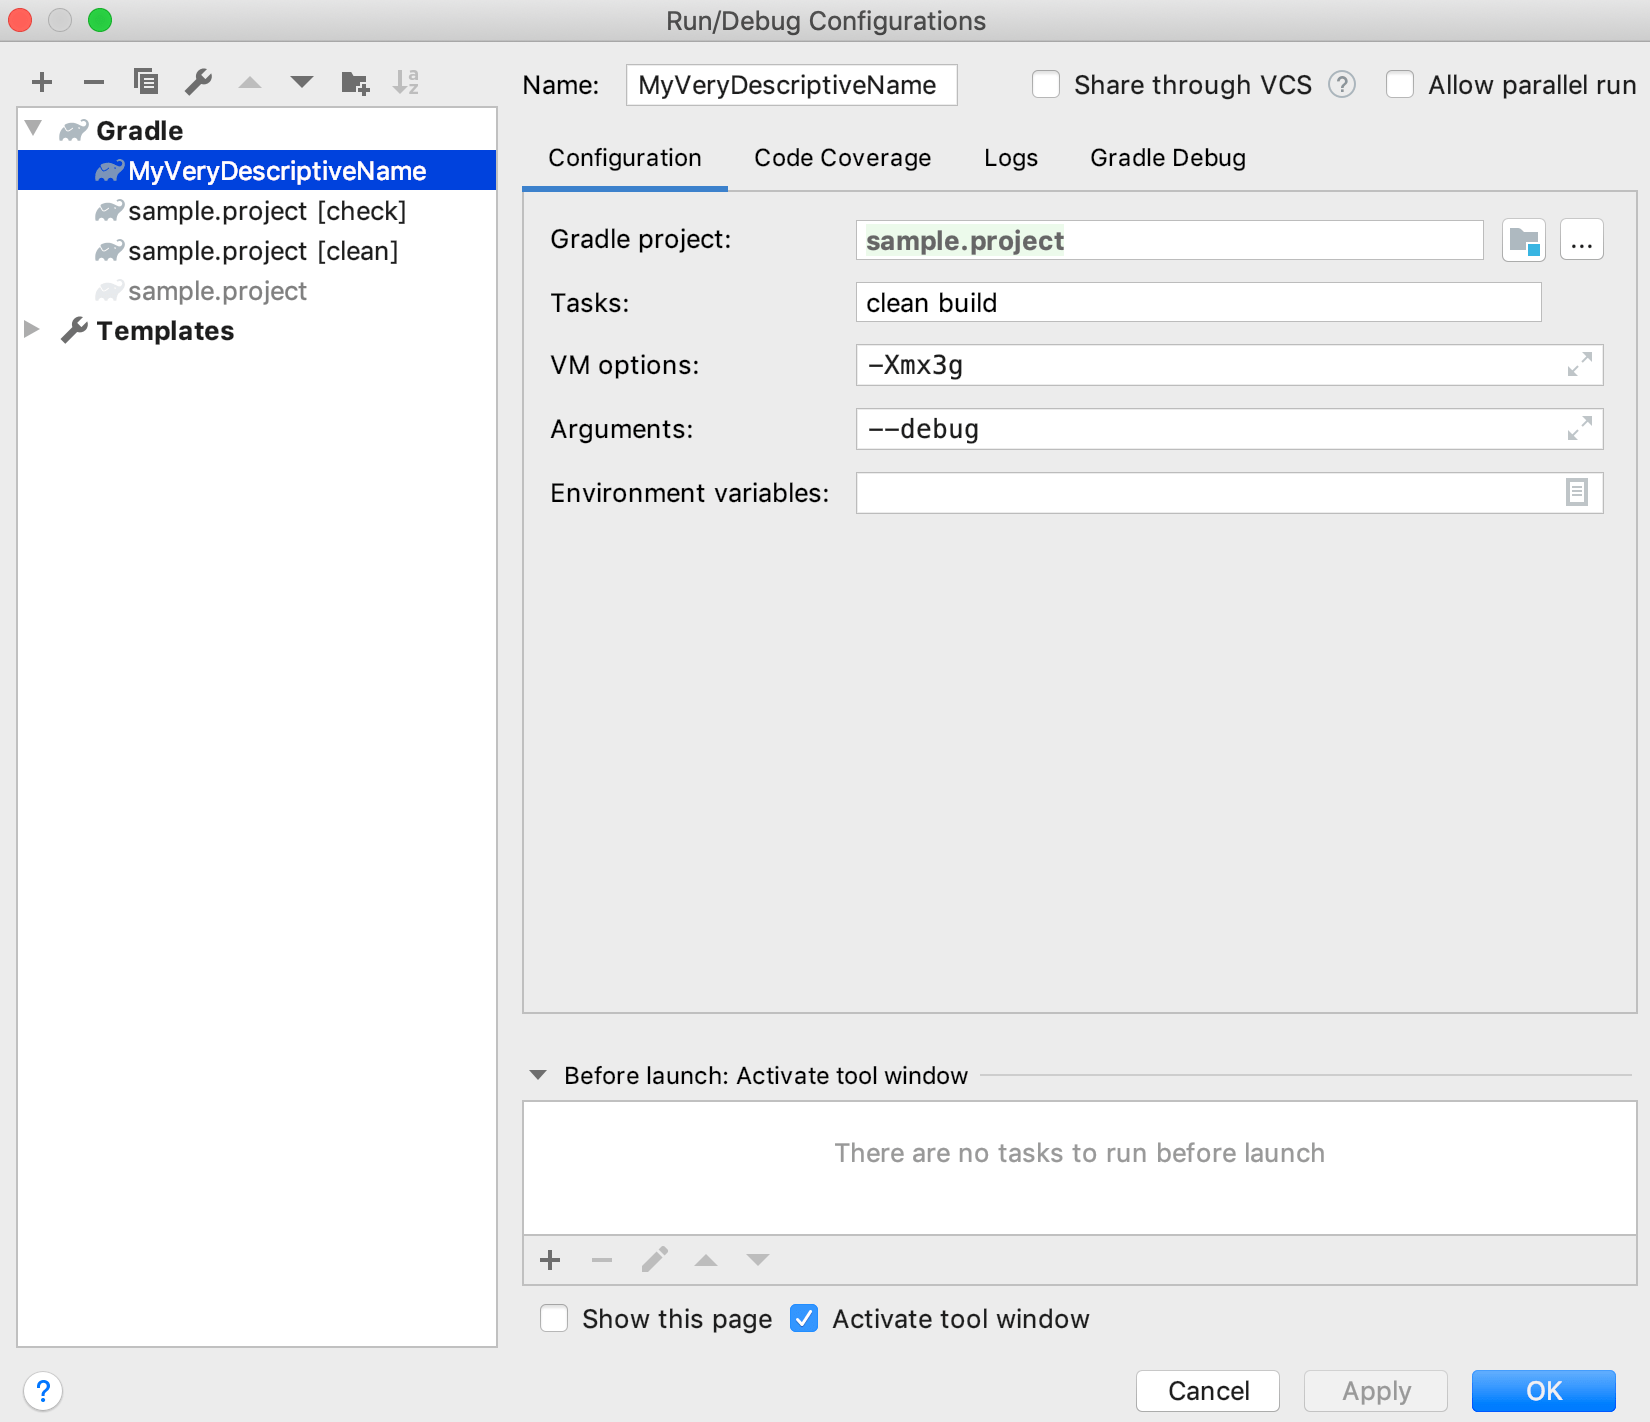 Run/Debug Configurations
Name: MyVeryDescriptiveName Share through VCS ? Allow parallel run
Gradle
MyVeryDescriptiveName
sample.project [check]
sample.project [clean]
sample.project
Templates
Configuration Code Coverage Logs Gradle Debug
Gradle project: sample.project ...
Tasks: clean build
VM options: -Xmx3g
Arguments: --debug
Environment variables:
Before launch: Activate tool window
There are no tasks to run before launch
Show this page Activate tool window
? Cancel Apply OK